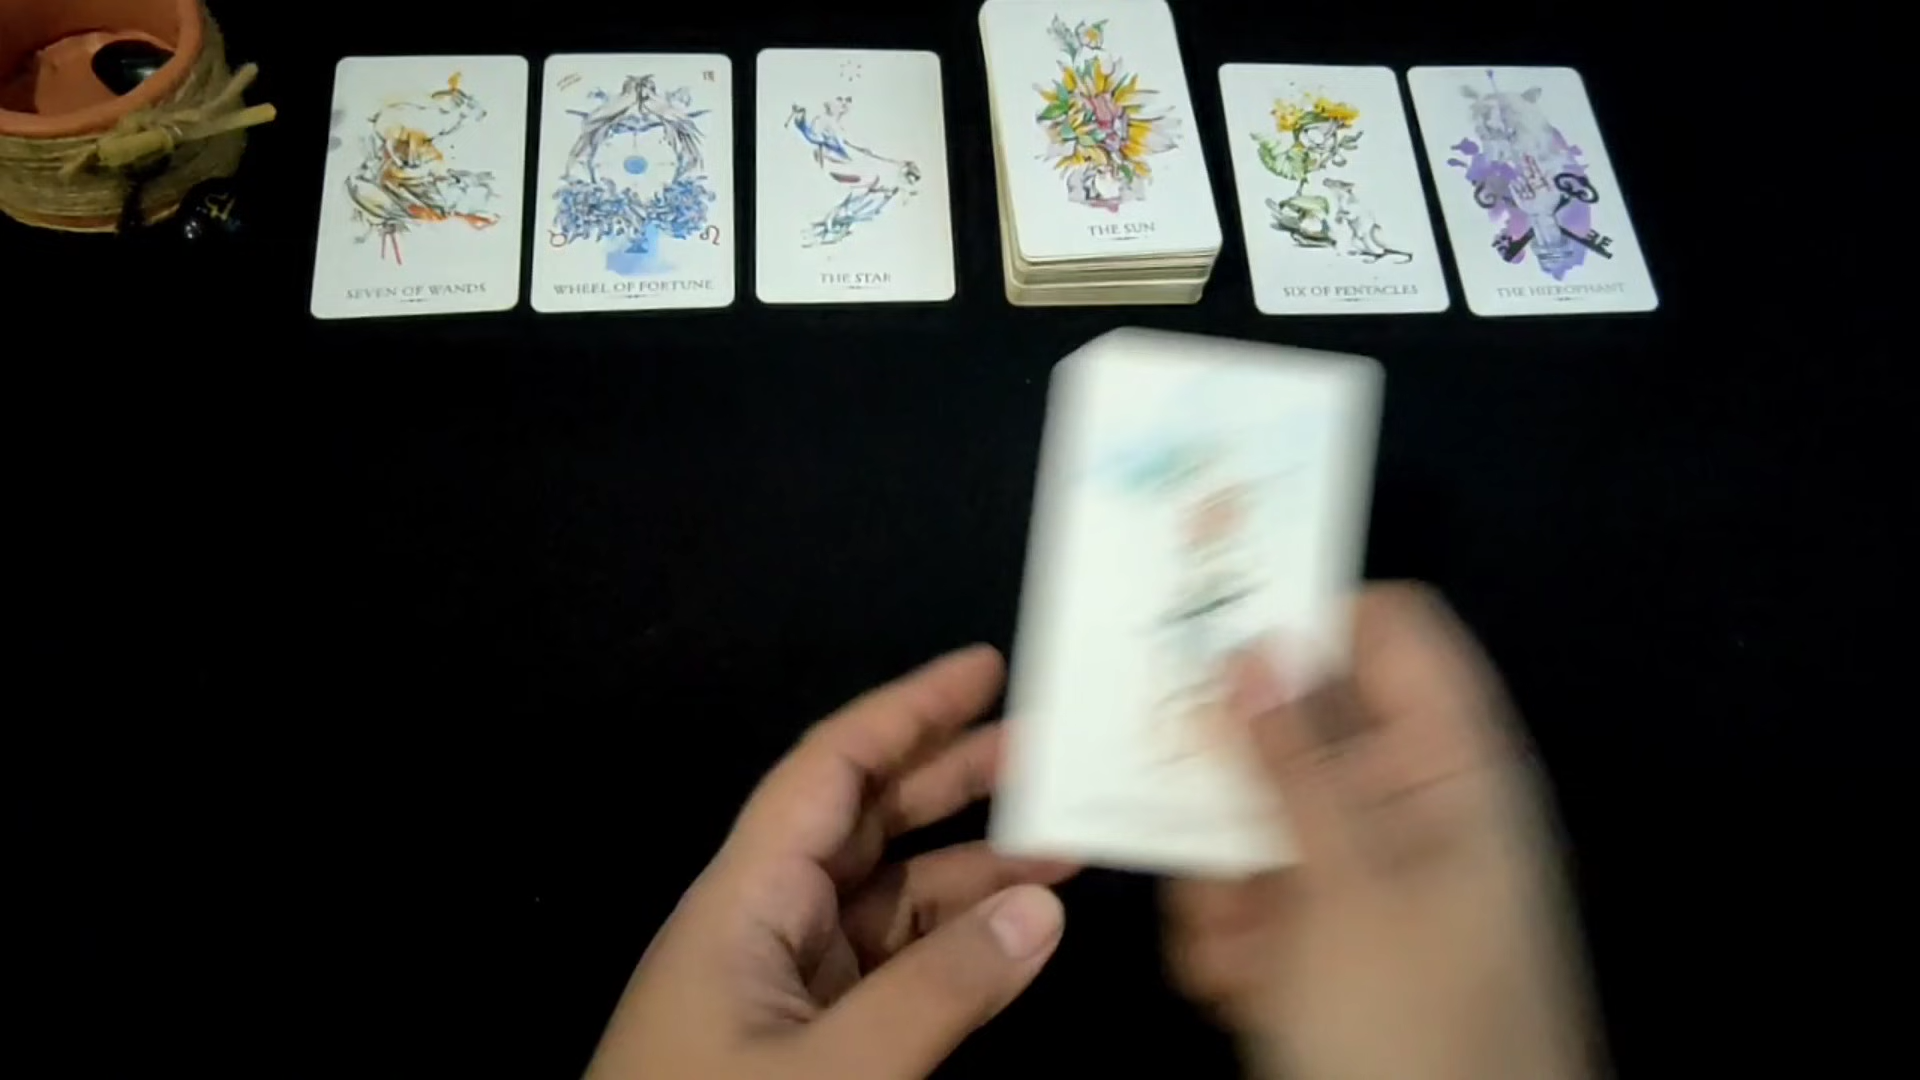 SEVEN OF WANDS
WHEEL OF FORTUNE
THE STAR
THE SUN
SIX OF PENTACLES
THE HIEROPHANT